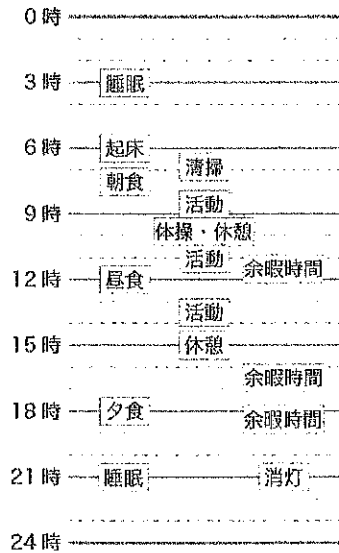 0時
3時 睡眠
6時 起床
清掃
朝食
9時 活動
体操・休憩
活動 余暇時間
12時 昼食
活動
15時 休憩
余暇時間
18時 夕食 余暇時間
21時 睡眠 消灯
24時